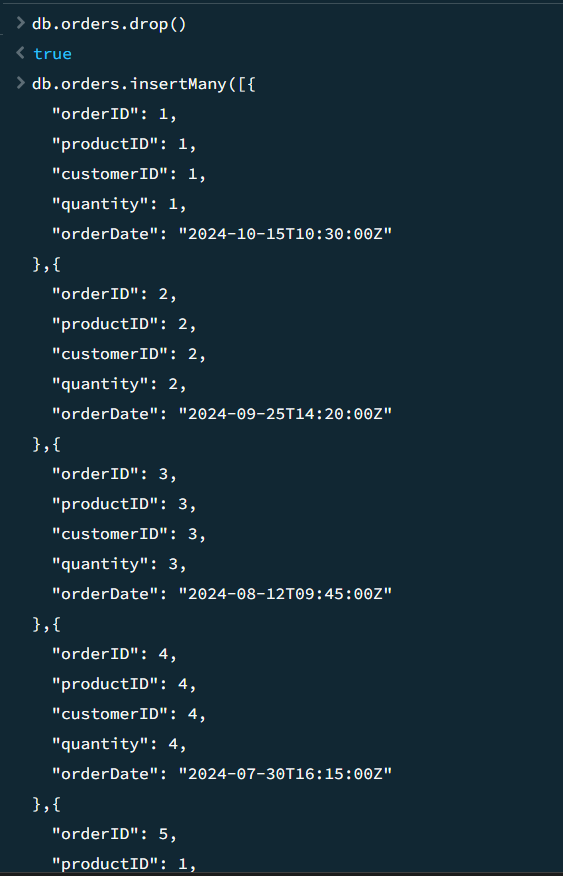 > db.orders.drop()
< true
> db.orders.insertMany([{
"orderID": 1,
"productID": 1,
"customerID": 1,
"quantity": 1,
"orderDate": "2024-10-15T10:30:00Z"
},{
"orderID": 2,
"productID": 2,
"customerID": 2,
"quantity": 2,
"orderDate": "2024-09-25T14:20:00Z"
},{
"orderID": 3,
"productID": 3,
"customerID": 3,
"quantity": 3,
"orderDate": "2024-08-12T09:45:00Z"
},{
"orderID": 4,
"productID": 4,
"customerID": 4,
"quantity": 4,
"orderDate": "2024-07-30T16:15:00Z"
},{
"orderID": 5,
"productID": 1,